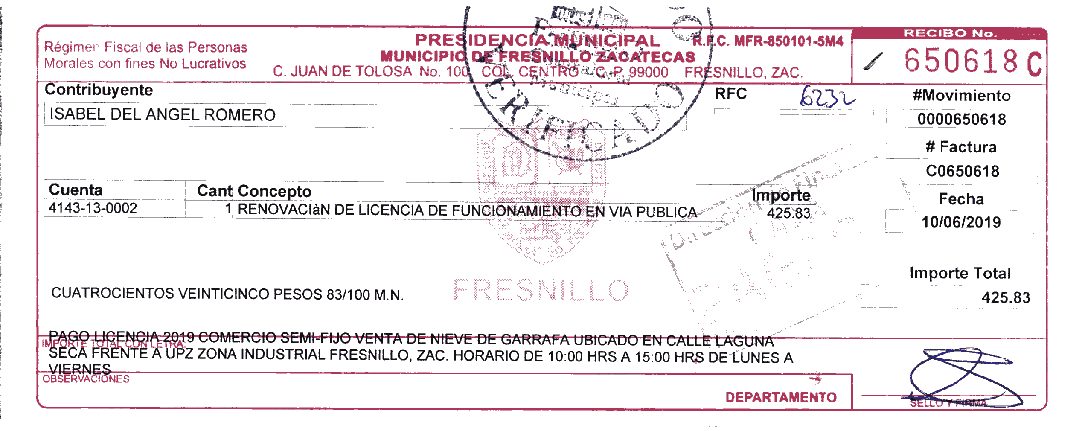 Régimen Fiscal de las Personas
Morales con fines No Lucrativos
PRESIDENCIA MUNICIPAL R.F.C. MFR-850101-5M4
MUNICIPIO DE FRESNILLO ZACATECAS
C. JUAN DE TOLOSA No. 100 COL. CENTRO C.P. 99000 FRESNILLO, ZAC.
RECIBO No.
650618 C
VERIFICADO
Contribuyente
ISABEL DEL ANGEL ROMERO
RFC
6232
#Movimiento
0000650618
# Factura
C0650618
Fecha
10/06/2019
Cuenta Cant Concepto Importe
4143-13-0002 1 RENOVACIàN DE LICENCIA DE FUNCIONAMIENTO EN VIA PUBLICA 425.83
FRESNILLO
Importe Total
425.83
CUATROCIENTOS VEINTICINCO PESOS 83/100 M.N.
PAGO LICENCIA 2019 COMERCIO SEMI-FIJO VENTA DE NIEVE DE GARRAFA UBICADO EN CALLE LAGUNA
IMPORTE TOTAL CON LETRA
SECA FRENTE A UPZ ZONA INDUSTRIAL FRESNILLO, ZAC. HORARIO DE 10:00 HRS A 15:00 HRS DE LUNES A
VIERNES
OBSERVACIONES
DEPARTAMENTO
SELLO Y FIRMA